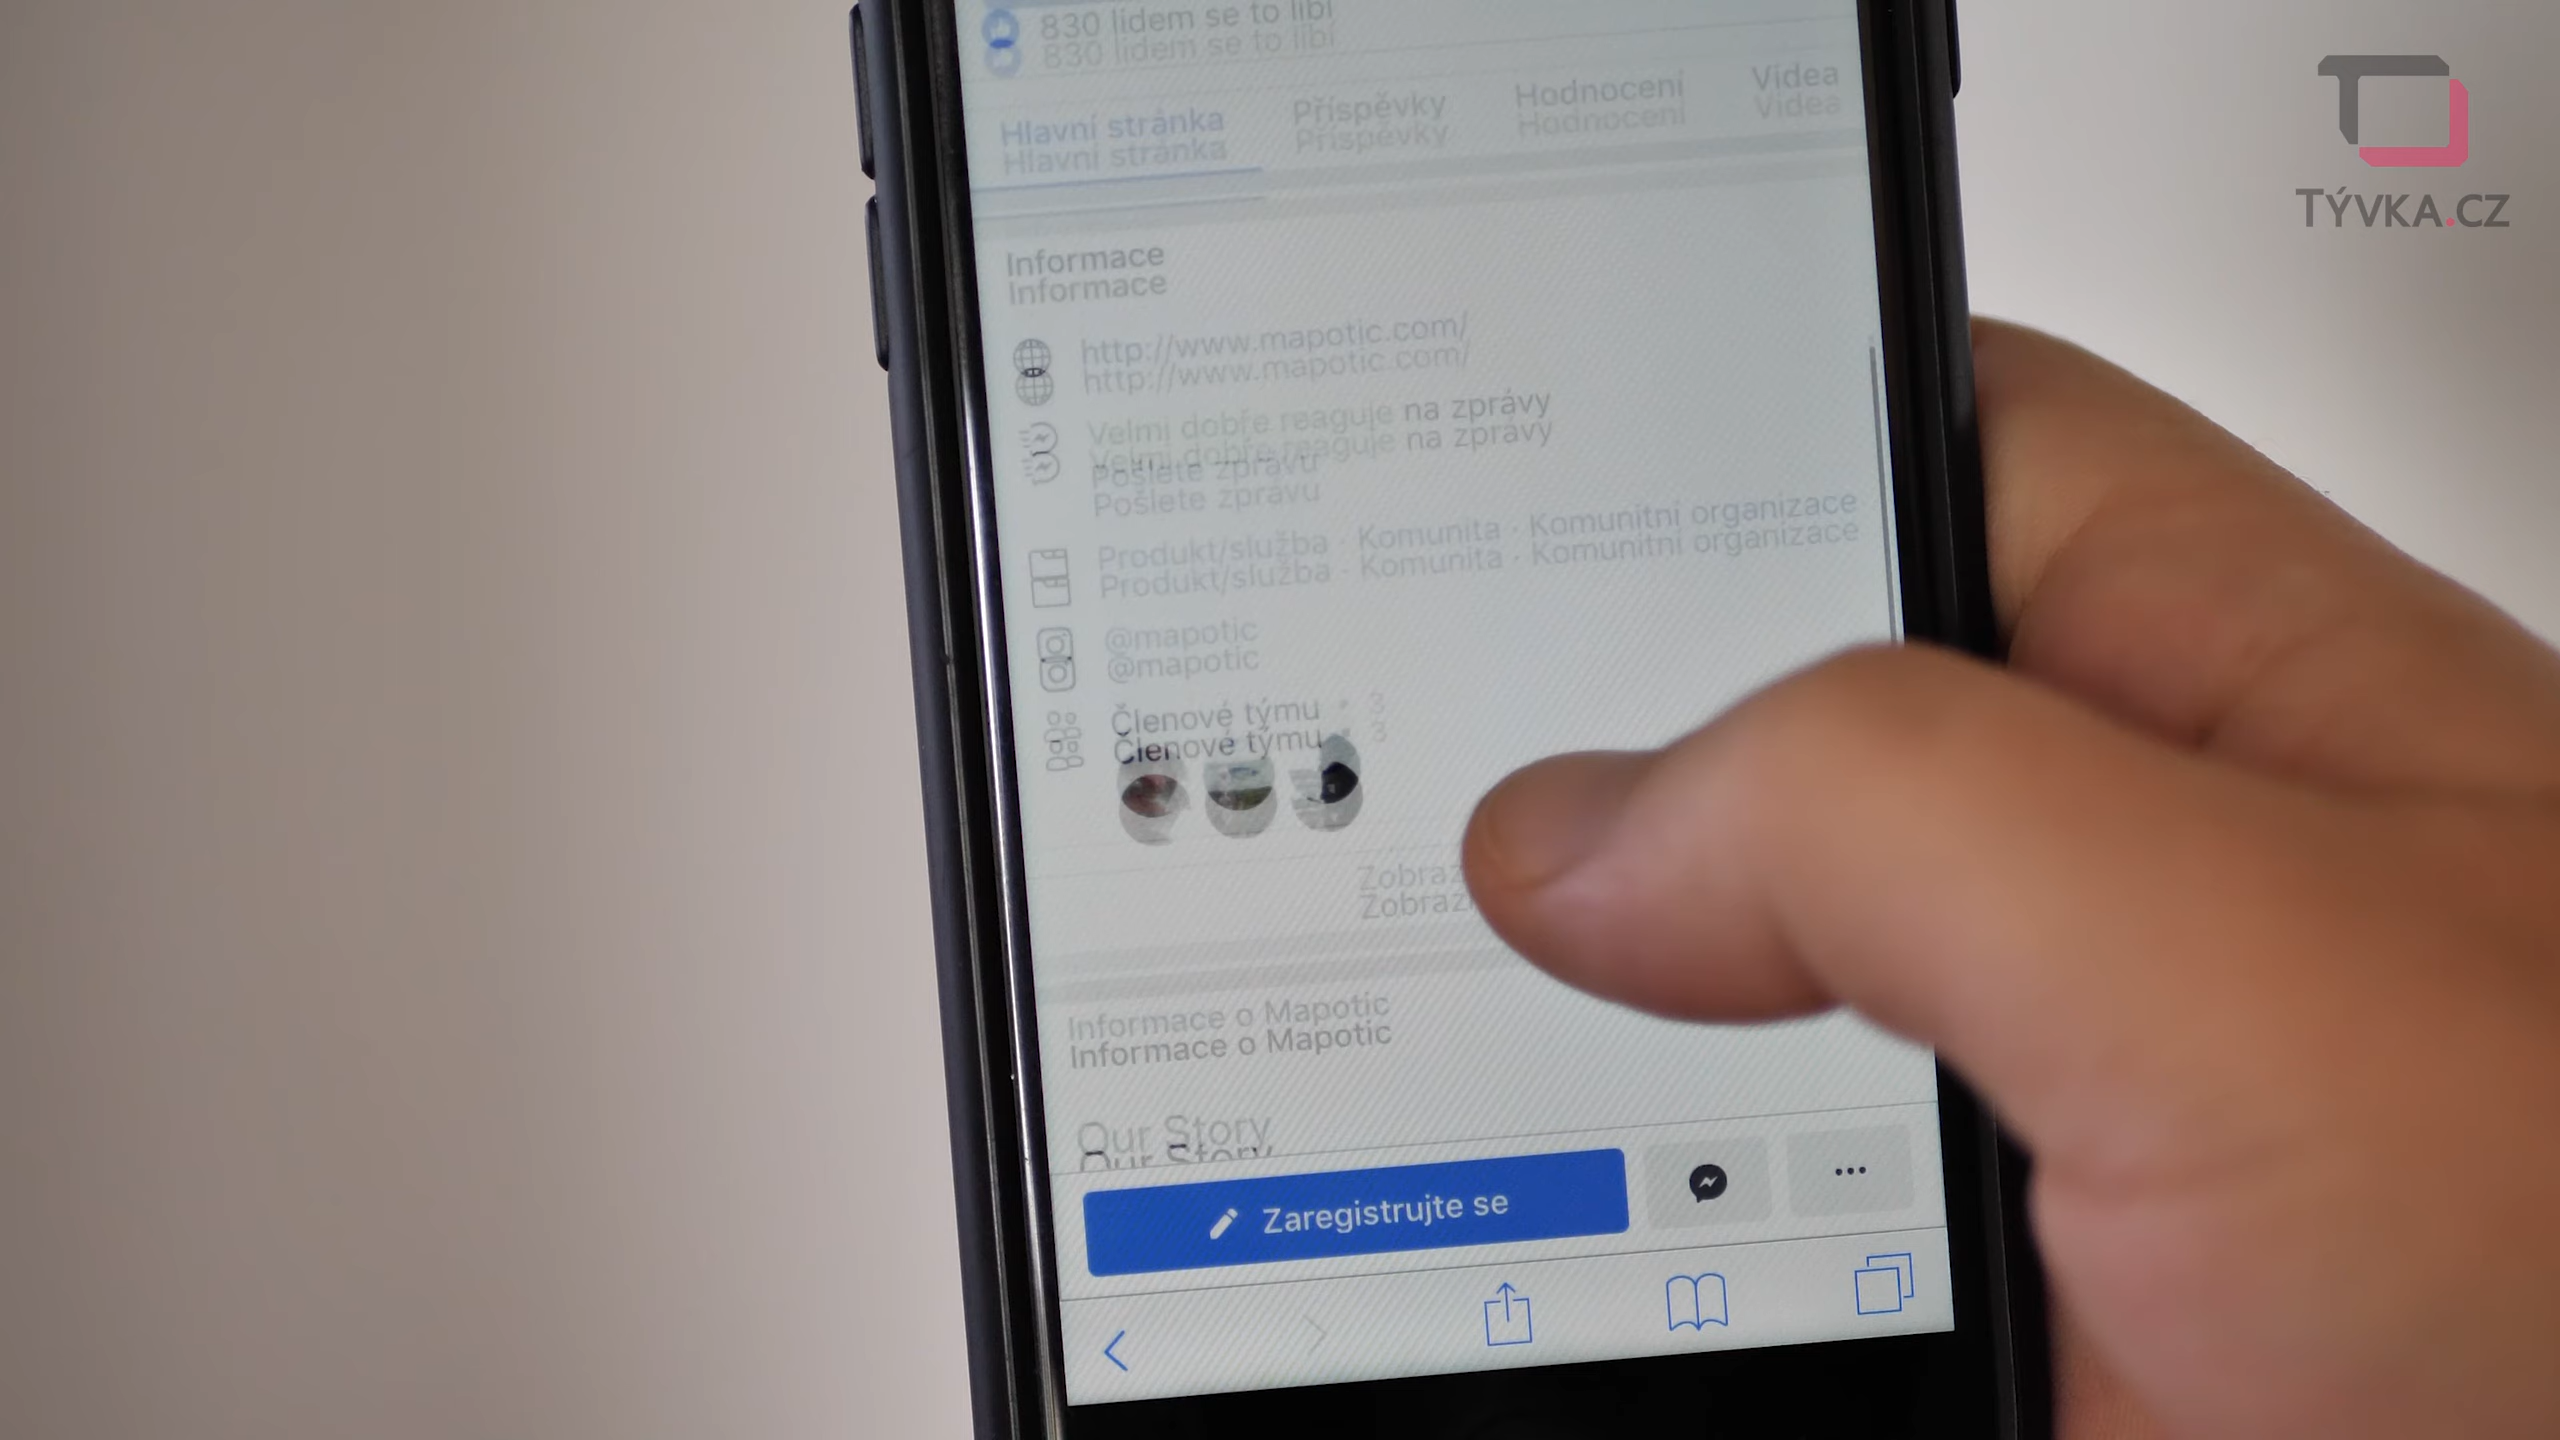 830 lidem se to líbí
Hlavní stránka Příspěvky Hodnocení Videa
TÝVKA.CZ
Informace
http://www.mapotic.com/
Velmi dobře reaguje na zprávy
Pošlete zprávu
Produkt/služba · Komunita · Komunitní organizace
@mapotic
Členové týmu · 3
Informace o Mapotic
Our Story
Zaregistrujte se